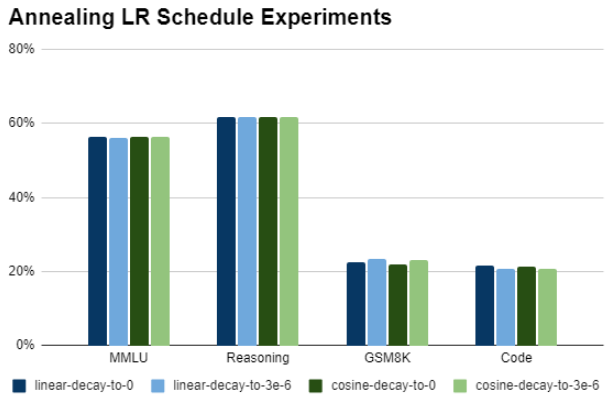 Annealing LR Schedule Experiments
80%
60%
40%
20%
0%
MMLU Reasoning GSM8K Code
linear-decay-to-0 linear-decay-to-3e-6 cosine-decay-to-0 cosine-decay-to-3e-6